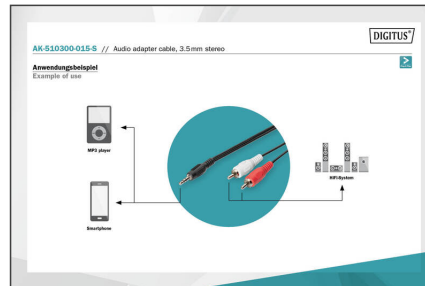 DIGITUS®
AK-510300-015-S // Audio adapter cable, 3.5mm stereo
Anwendungsbeispiel
Example of use
MP3 player
HiFi-System
Smartphone